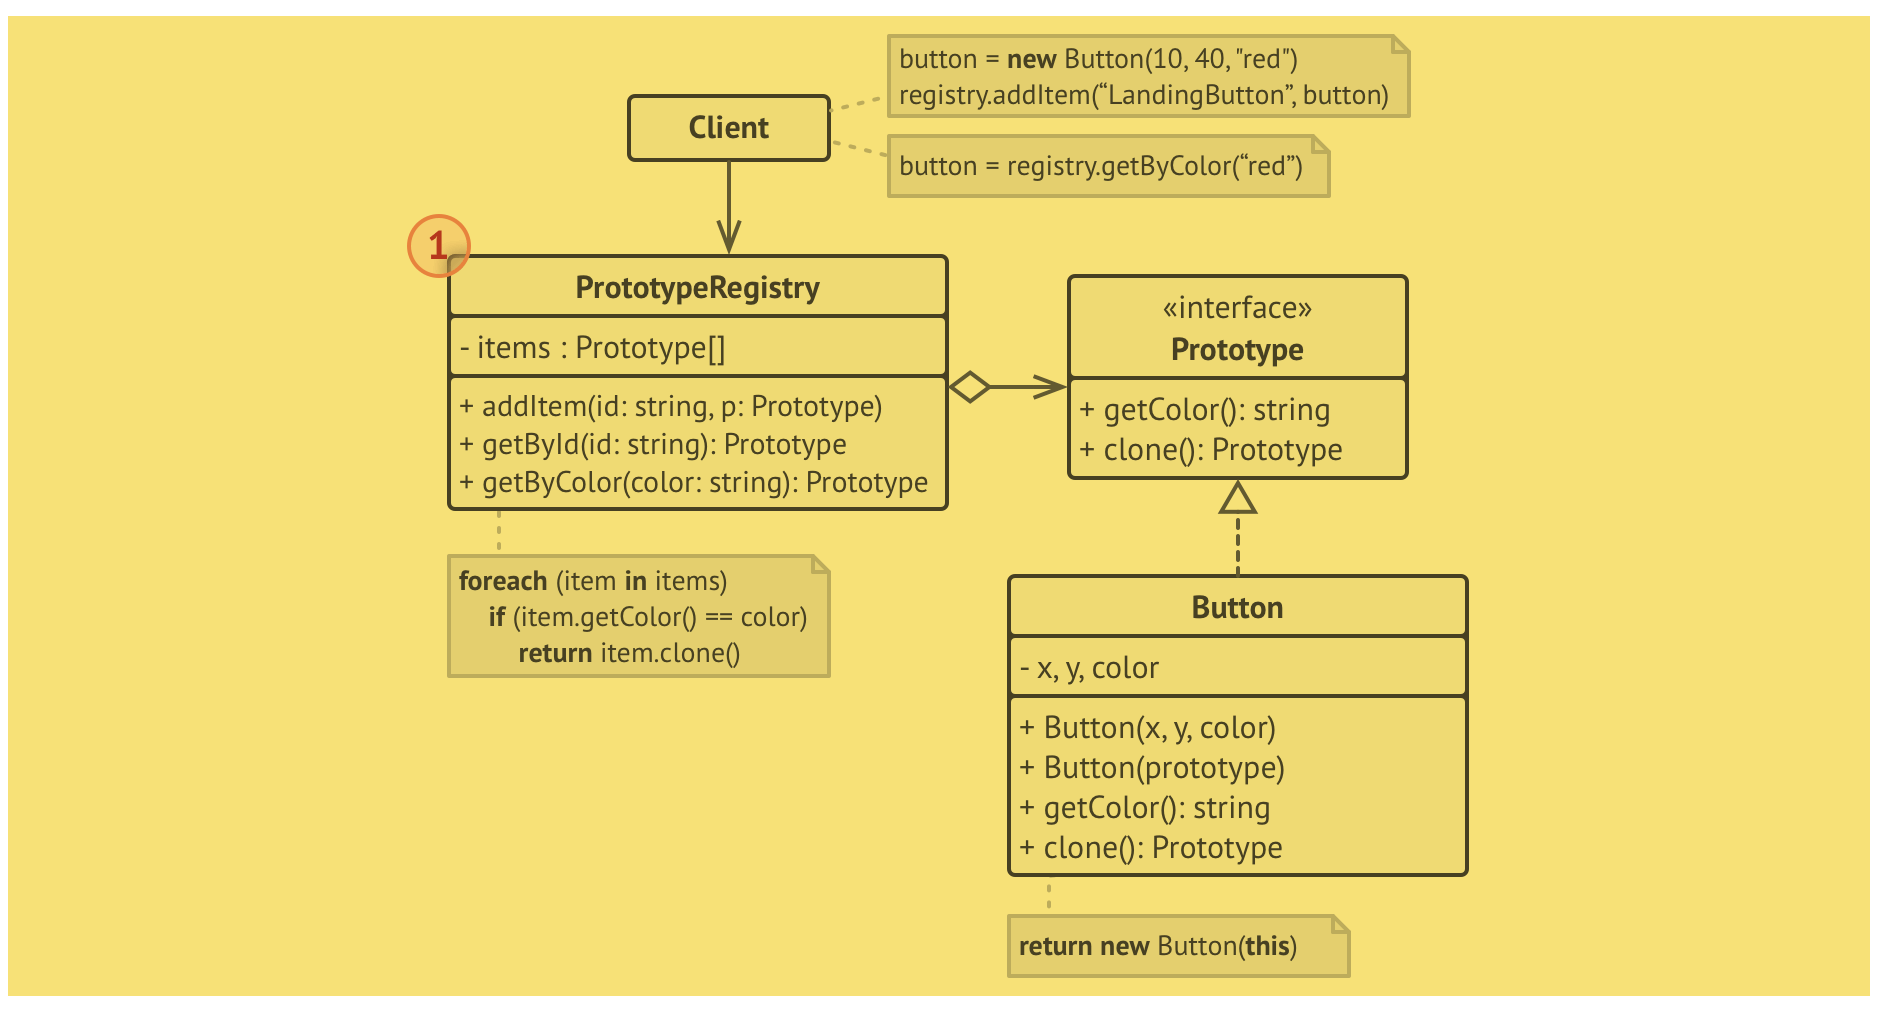 button = new Button(10, 40, "red")
registry.addItem(“LandingButton”, button)
Client
button = registry.getByColor(“red”)
1
PrototypeRegistry
- items : Prototype[]
+ addItem(id: string, p: Prototype)
+ getById(id: string): Prototype
+ getByColor(color: string): Prototype
«interface»
Prototype
+ getColor(): string
+ clone(): Prototype
foreach (item in items)
if (item.getColor() == color)
return item.clone()
Button
- x, y, color
+ Button(x, y, color)
+ Button(prototype)
+ getColor(): string
+ clone(): Prototype
return new Button(this)